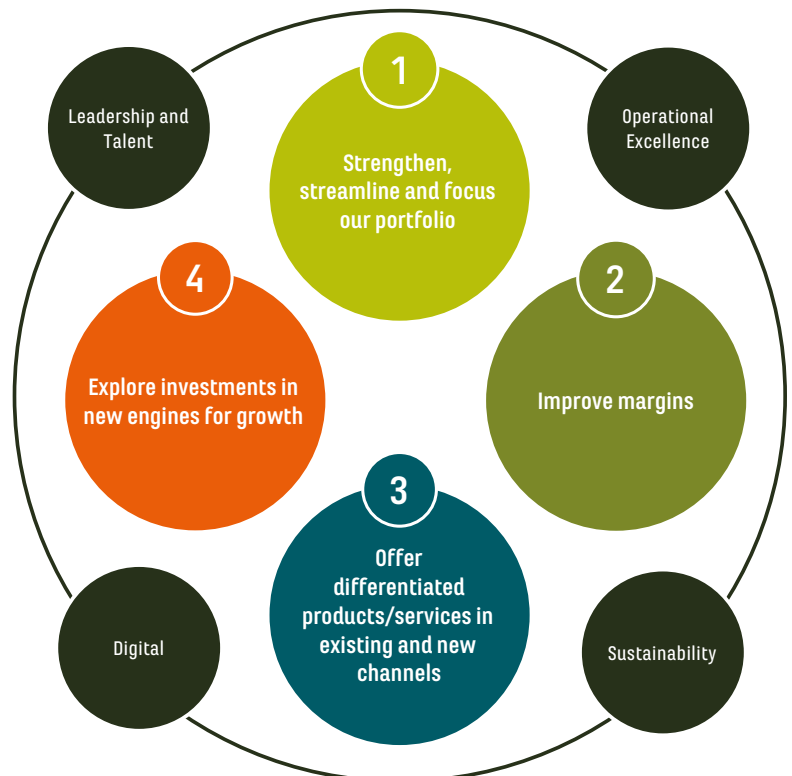 Leadership and
Talent
1
Strengthen,
streamline and focus
our portfolio
Operational
Excellence
4
Explore investments in
new engines for growth
2
Improve margins
3
Offer
differentiated
products/services in
existing and new
channels
Digital
Sustainability